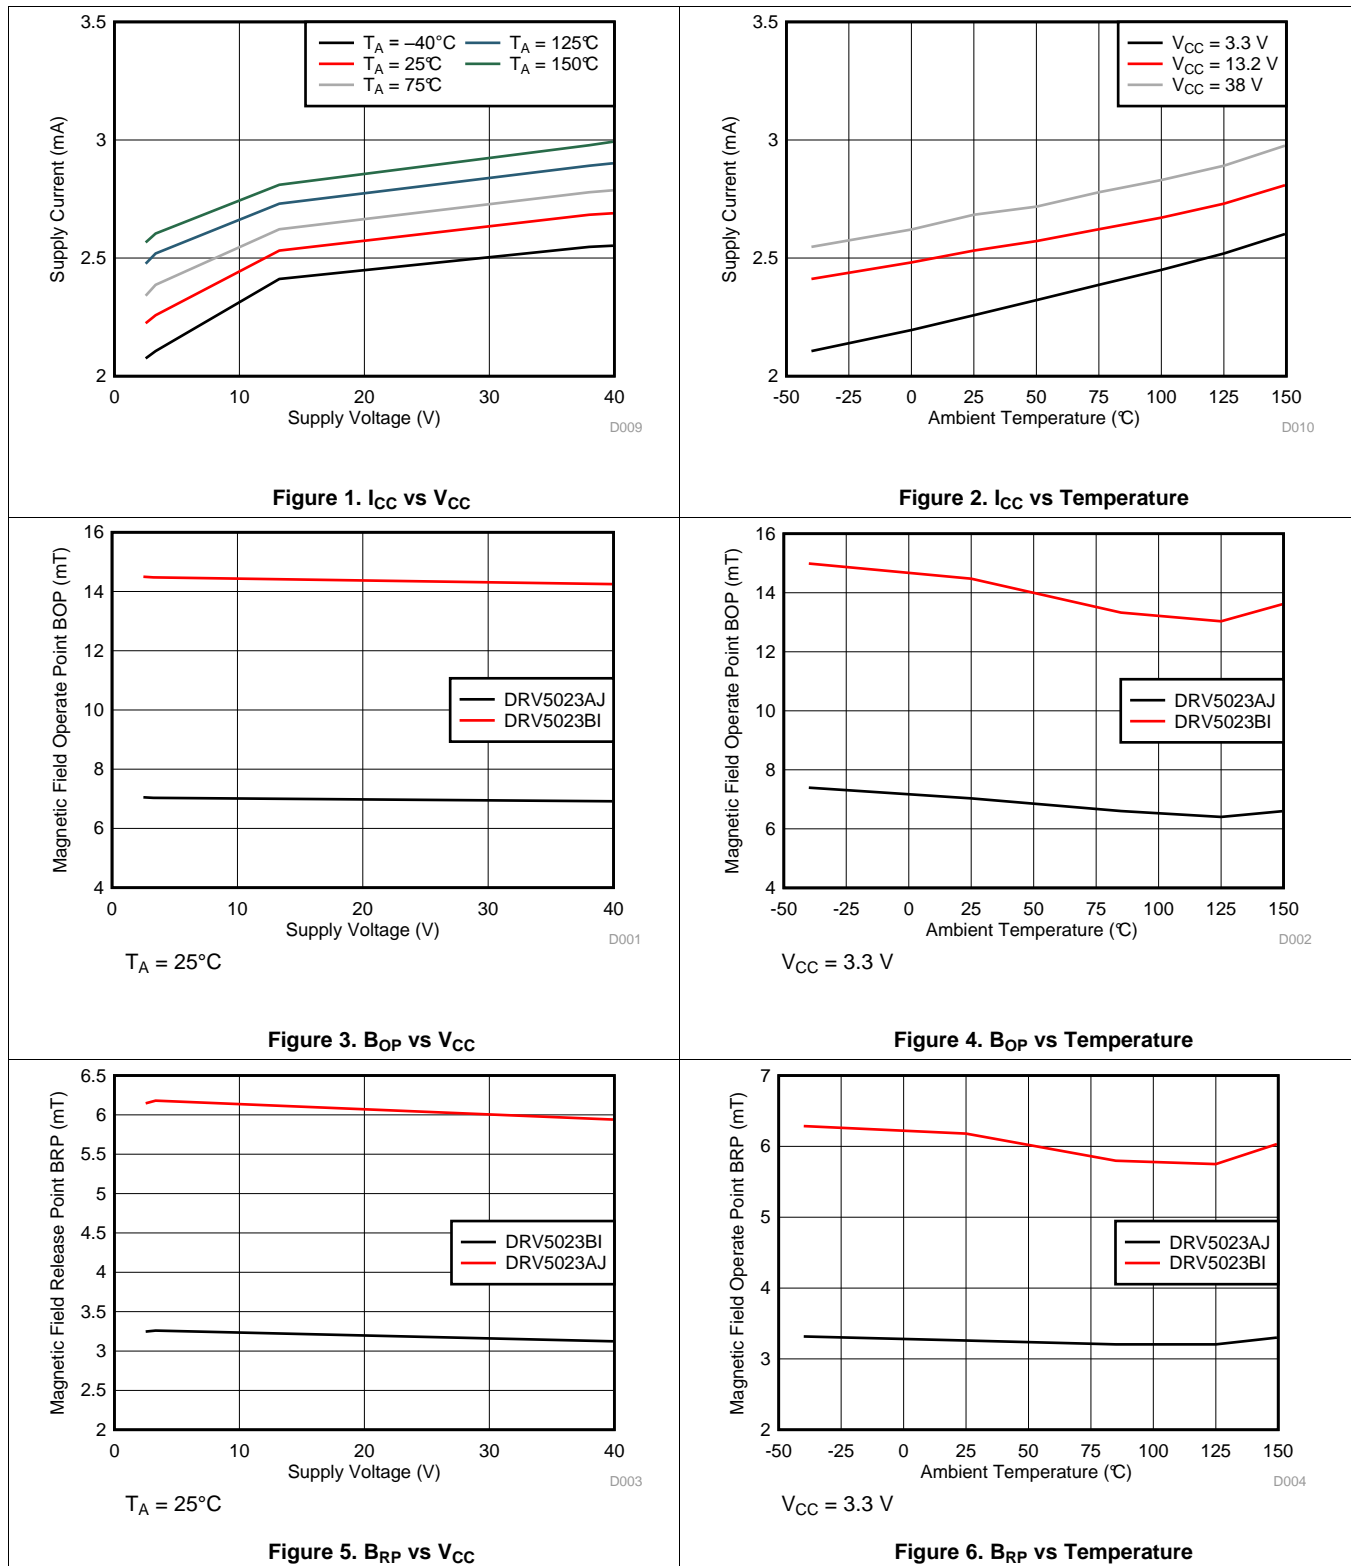 3.5
3
2.5
2
0
10
20
30
40
Supply Current (mA)
Supply Voltage (V)
T_A = –40°C
T_A = 25°C
T_A = 75°C
T_A = 125°C
T_A = 150°C
D009
Figure 1. I_CC vs V_CC
3.5
3
2.5
2
-50
-25
0
25
50
75
100
125
150
Supply Current (mA)
Ambient Temperature (°C)
V_CC = 3.3 V
V_CC = 13.2 V
V_CC = 38 V
D010
Figure 2. I_CC vs Temperature
16
14
12
10
8
6
4
0
10
20
30
40
Magnetic Field Operate Point BOP (mT)
Supply Voltage (V)
DRV5023AJ
DRV5023BI
D001
T_A = 25°C
Figure 3. B_OP vs V_CC
16
14
12
10
8
6
4
-50
-25
0
25
50
75
100
125
150
Magnetic Field Operate Point BOP (mT)
Ambient Temperature (°C)
DRV5023AJ
DRV5023BI
D002
V_CC = 3.3 V
Figure 4. B_OP vs Temperature
6.5
6
5.5
5
4.5
4
3.5
3
2.5
2
0
10
20
30
40
Magnetic Field Release Point BRP (mT)
Supply Voltage (V)
DRV5023BI
DRV5023AJ
D003
T_A = 25°C
Figure 5. B_RP vs V_CC
7
6
5
4
3
2
-50
-25
0
25
50
75
100
125
150
Magnetic Field Operate Point BRP (mT)
Ambient Temperature (°C)
DRV5023AJ
DRV5023BI
D004
V_CC = 3.3 V
Figure 6. B_RP vs Temperature